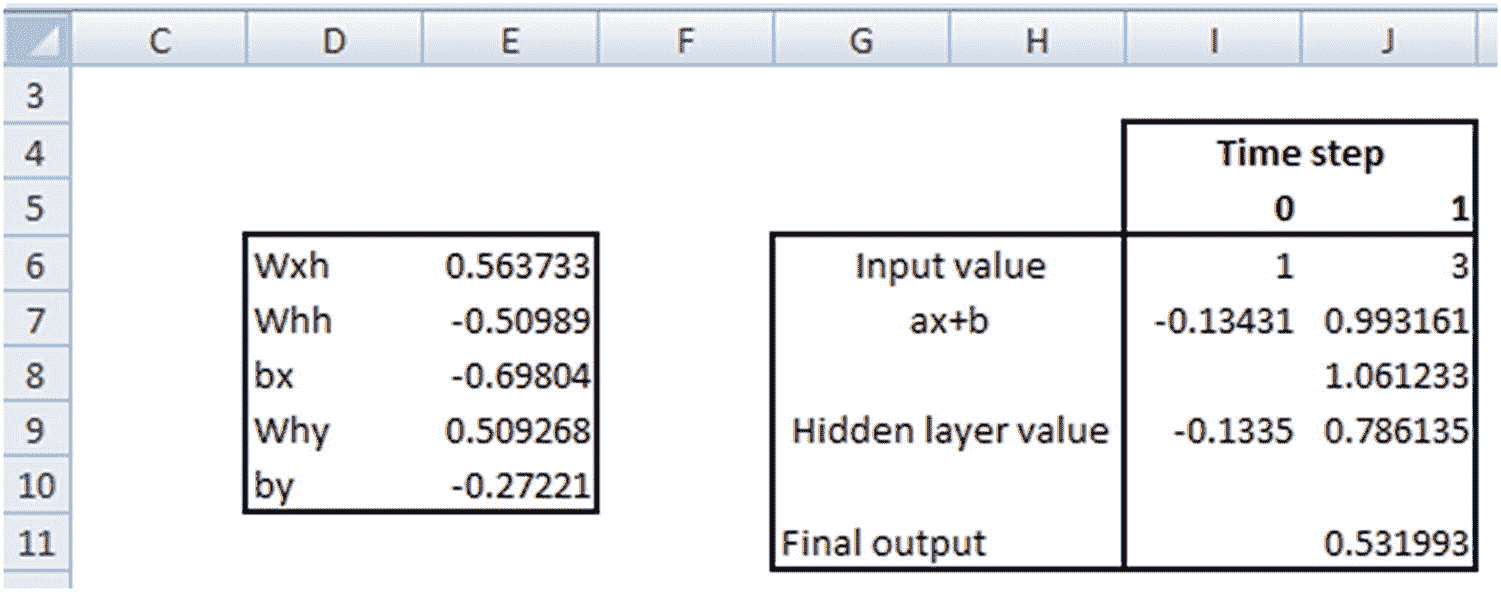 C D E F G H I J
3
4 Time step
5 0 1
6 Wxh 0.563733 Input value 1 3
7 Whh -0.50989 ax+b -0.13431 0.993161
8 bx -0.69804 1.061233
9 Why 0.509268 Hidden layer value -0.1335 0.786135
10 by -0.27221
11 Final output 0.531993